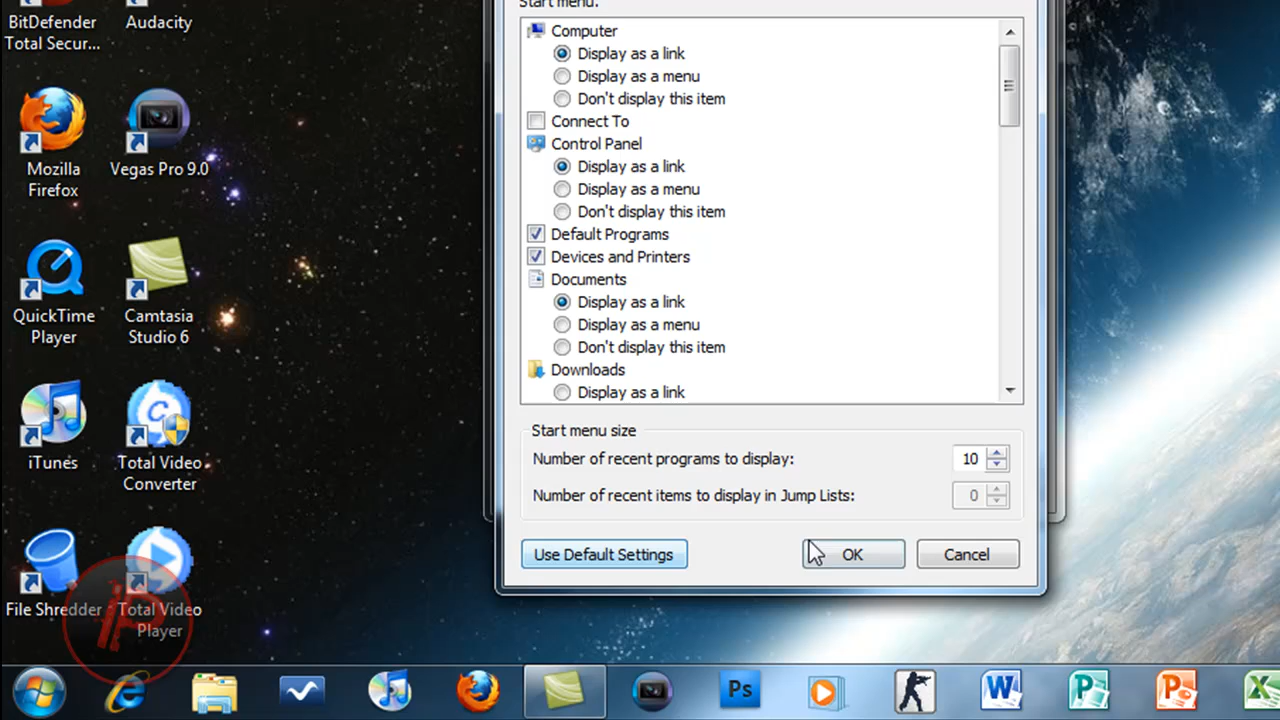 BitDefender
Total Secur...
Audacity
Mozilla
Firefox
Vegas Pro 9.0
QuickTime
Player
Camtasia
Studio 6
iTunes
Total Video
Converter
File Shredder
Total Video
Player
Start menu:
Computer
Display as a link
Display as a menu
Don't display this item
Connect To
Control Panel
Display as a link
Display as a menu
Don't display this item
Default Programs
Devices and Printers
Documents
Display as a link
Display as a menu
Don't display this item
Downloads
Display as a link
Start menu size
Number of recent programs to display:
10
Number of recent items to display in Jump Lists:
0
Use Default Settings
OK
Cancel
Ps